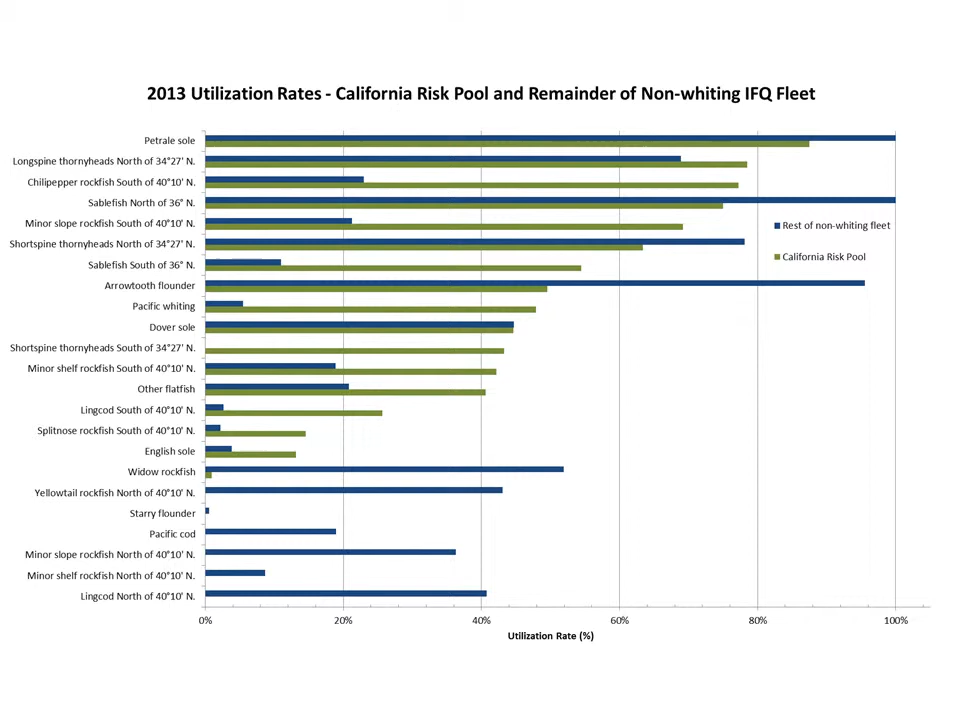 2013 Utilization Rates - California Risk Pool and Remainder of Non-whiting IFQ Fleet
Petrale sole
Longspine thornyheads North of 34°27' N.
Chilipepper rockfish South of 40°10' N.
Sablefish North of 36° N.
Minor slope rockfish South of 40°10' N.
Rest of non-whiting fleet
Shortspine thornyheads North of 34°27' N.
California Risk Pool
Sablefish South of 36° N.
Arrowtooth flounder
Pacific whiting
Dover sole
Shortspine thornyheads South of 34°27' N.
Minor shelf rockfish South of 40°10' N.
Other flatfish
Lingcod South of 40°10' N.
Splitnose rockfish South of 40°10' N.
English sole
Widow rockfish
Yellowtail rockfish North of 40°10' N.
Starry flounder
Pacific cod
Minor slope rockfish North of 40°10' N.
Minor shelf rockfish North of 40°10' N.
Lingcod North of 40°10' N.
0% 20% 40% 60% 80% 100%
Utilization Rate (%)